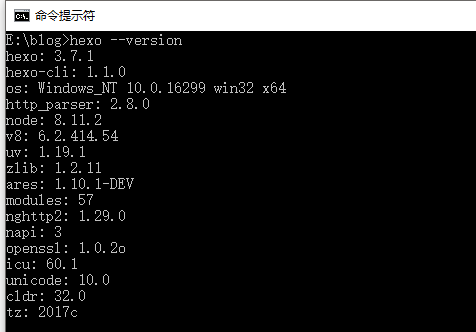 命令提示符
E:\blog>hexo --version
hexo: 3.7.1
hexo-cli: 1.1.0
os: Windows_NT 10.0.16299 win32 x64
http_parser: 2.8.0
node: 8.11.2
v8: 6.2.414.54
uv: 1.19.1
zlib: 1.2.11
ares: 1.10.1-DEV
modules: 57
nghttp2: 1.29.0
napi: 3
openssl: 1.0.2o
icu: 60.1
unicode: 10.0
cldr: 32.0
tz: 2017c